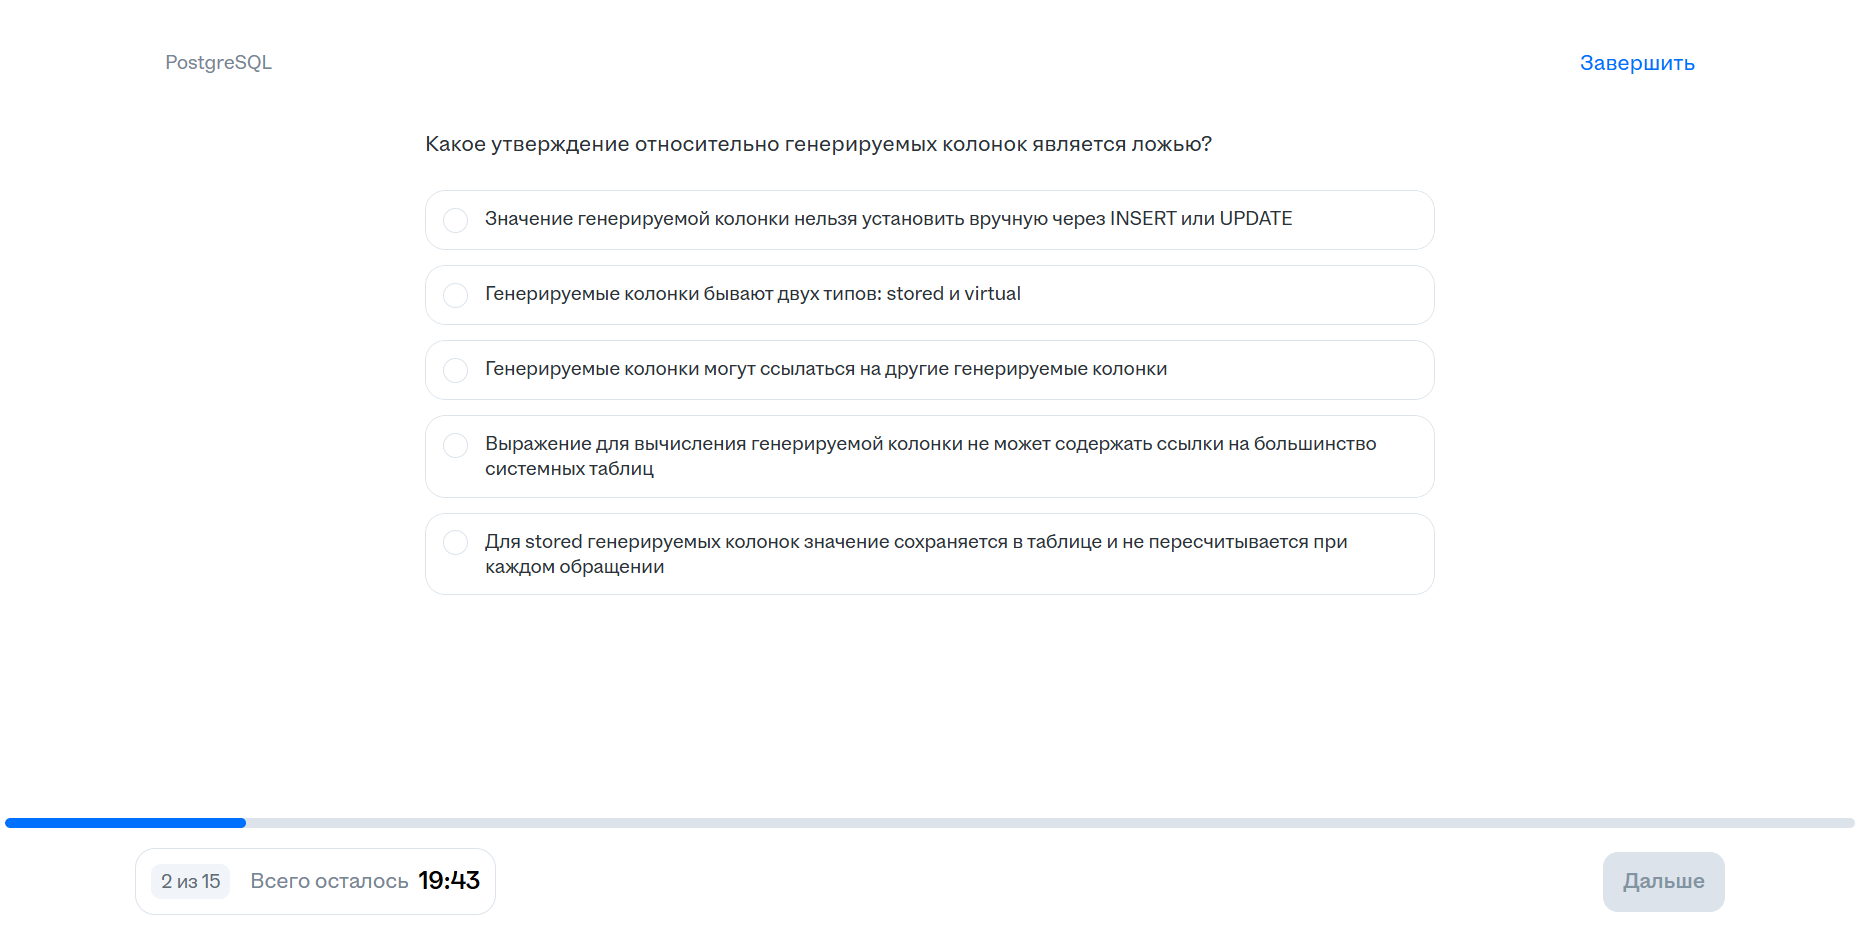 PostgreSQL
Завершить
Какое утверждение относительно генерируемых колонок является ложью?
Значение генерируемой колонки нельзя установить вручную через INSERT или UPDATE
Генерируемые колонки бывают двух типов: stored и virtual
Генерируемые колонки могут ссылаться на другие генерируемые колонки
Выражение для вычисления генерируемой колонки не может содержать ссылки на большинство
системных таблиц
Для stored генерируемых колонок значение сохраняется в таблице и не пересчитывается при
каждом обращении
2 из 15
Всего осталось 19:43
Дальше